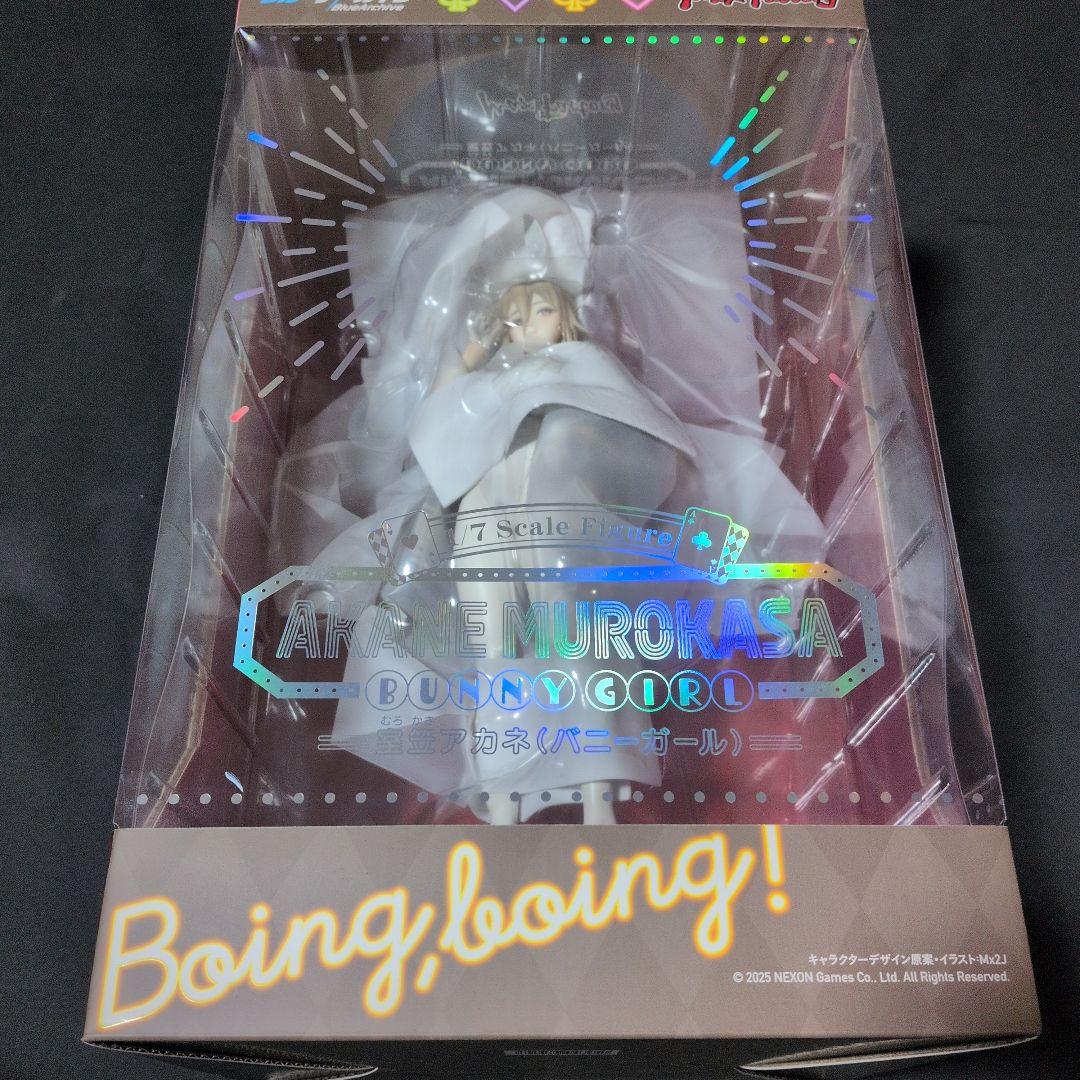 BlueArchive
1/7 Scale Figure
AKANE MUROKASA
BUNNY GIRL
むろ かさ
室笠アカネ(バニーガール)
Boing, boing!
キャラクターデザイン原案・イラスト:Mx2J
© 2025 NEXON Games Co., Ltd. All Rights Reserved.